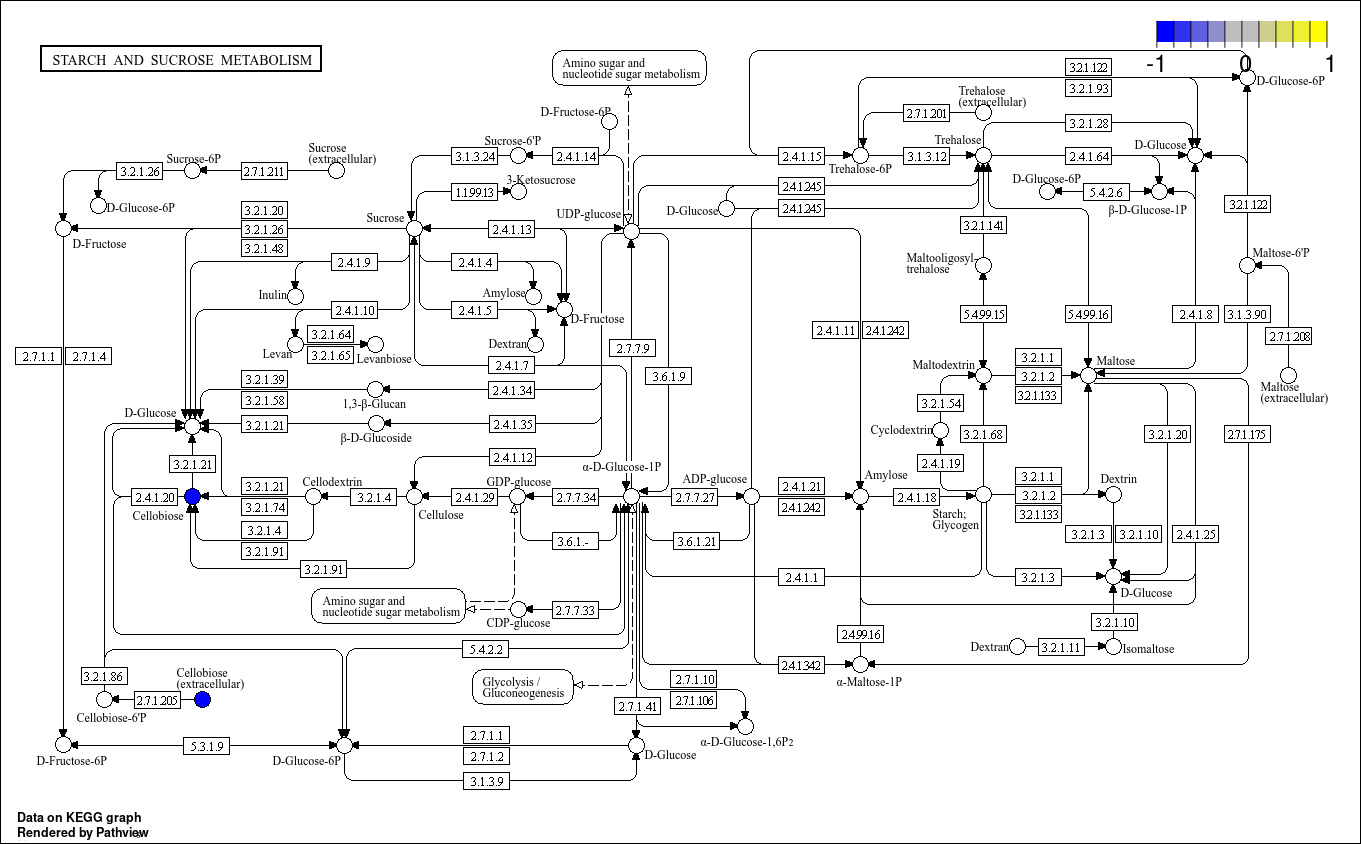 STARCH AND SUCROSE METABOLISM
-1 0 1
Amino sugar and
nucleotide sugar metabolism
3.2.1.122
3.2.1.93
D-Glucose-6P
Trehalose
(extracellular)
2.7.1.201
D-Fructose-6P
3.2.1.28
Sucrose-6'P
3.1.3.24
2.4.1.14
2.4.1.15
Trehalose-6P
3.1.3.12
Trehalose
2.4.1.64
D-Glucose
Sucrose
(extracellular)
Sucrose-6P
3.2.1.26
2.7.1.211
D-Glucose-6P
1.1.99.13
3-Ketosucrose
2.4.1.245
2.4.1.245
D-Glucose
D-Glucose-6P
5.4.2.6
β-D-Glucose-1P
3.2.1.122
3.2.1.20
3.2.1.26
3.2.1.48
D-Fructose
Sucrose
2.4.1.13
UDP-glucose
3.2.1.141
2.4.1.9
2.4.1.4
Maltooligosyl-
trehalose
Maltose-6'P
Inulin
Amylose
2.4.1.10
2.4.1.5
D-Fructose
5.4.99.15
5.4.99.16
2.4.1.8
3.1.3.90
2.4.1.11
2.4.1.242
2.7.1.208
3.2.1.64
3.2.1.65
Levan
Levanbiose
Dextran
2.7.7.9
2.7.1.1
2.7.1.4
2.4.1.7
3.6.1.9
Maltodextrin
3.2.1.1
3.2.1.2
3.2.1.133
Maltose
Maltose
(extracellular)
3.2.1.39
3.2.1.58
1,3-β-Glucan
2.4.1.34
3.2.1.54
D-Glucose
3.2.1.21
β-D-Glucoside
2.4.1.35
Cyclodextrin
3.2.1.68
3.2.1.20
2.7.1.175
3.2.1.21
2.4.1.12
α-D-Glucose-1P
2.4.1.19
2.4.1.20
Cellobiose
3.2.1.21
3.2.1.74
Cellodextrin
3.2.1.4
Cellulose
2.4.1.29
GDP-glucose
2.7.7.34
2.7.7.27
ADP-glucose
2.4.1.21
2.4.1.242
Amylose
2.4.1.18
Starch;
Glycogen
3.2.1.1
3.2.1.2
3.2.1.133
Dextrin
3.2.1.4
3.2.1.91
3.6.1.-
3.6.1.21
3.2.1.3
3.2.1.10
2.4.1.25
3.2.1.91
2.4.1.1
3.2.1.3
D-Glucose
Amino sugar and
nucleotide sugar metabolism
CDP-glucose
2.7.7.33
3.2.1.10
2.4.99.16
5.4.2.2
Dextran
3.2.1.11
Isomaltose
2.4.1.342
α-Maltose-1P
3.2.1.86
Cellobiose
(extracellular)
2.7.1.205
Cellobiose-6'P
Glycolysis /
Gluconeogenesis
2.7.1.10
2.7.1.106
2.7.1.41
α-D-Glucose-1,6P2
D-Fructose-6P
5.3.1.9
D-Glucose-6P
2.7.1.1
2.7.1.2
D-Glucose
3.1.3.9
Data on KEGG graph
Rendered by Pathview